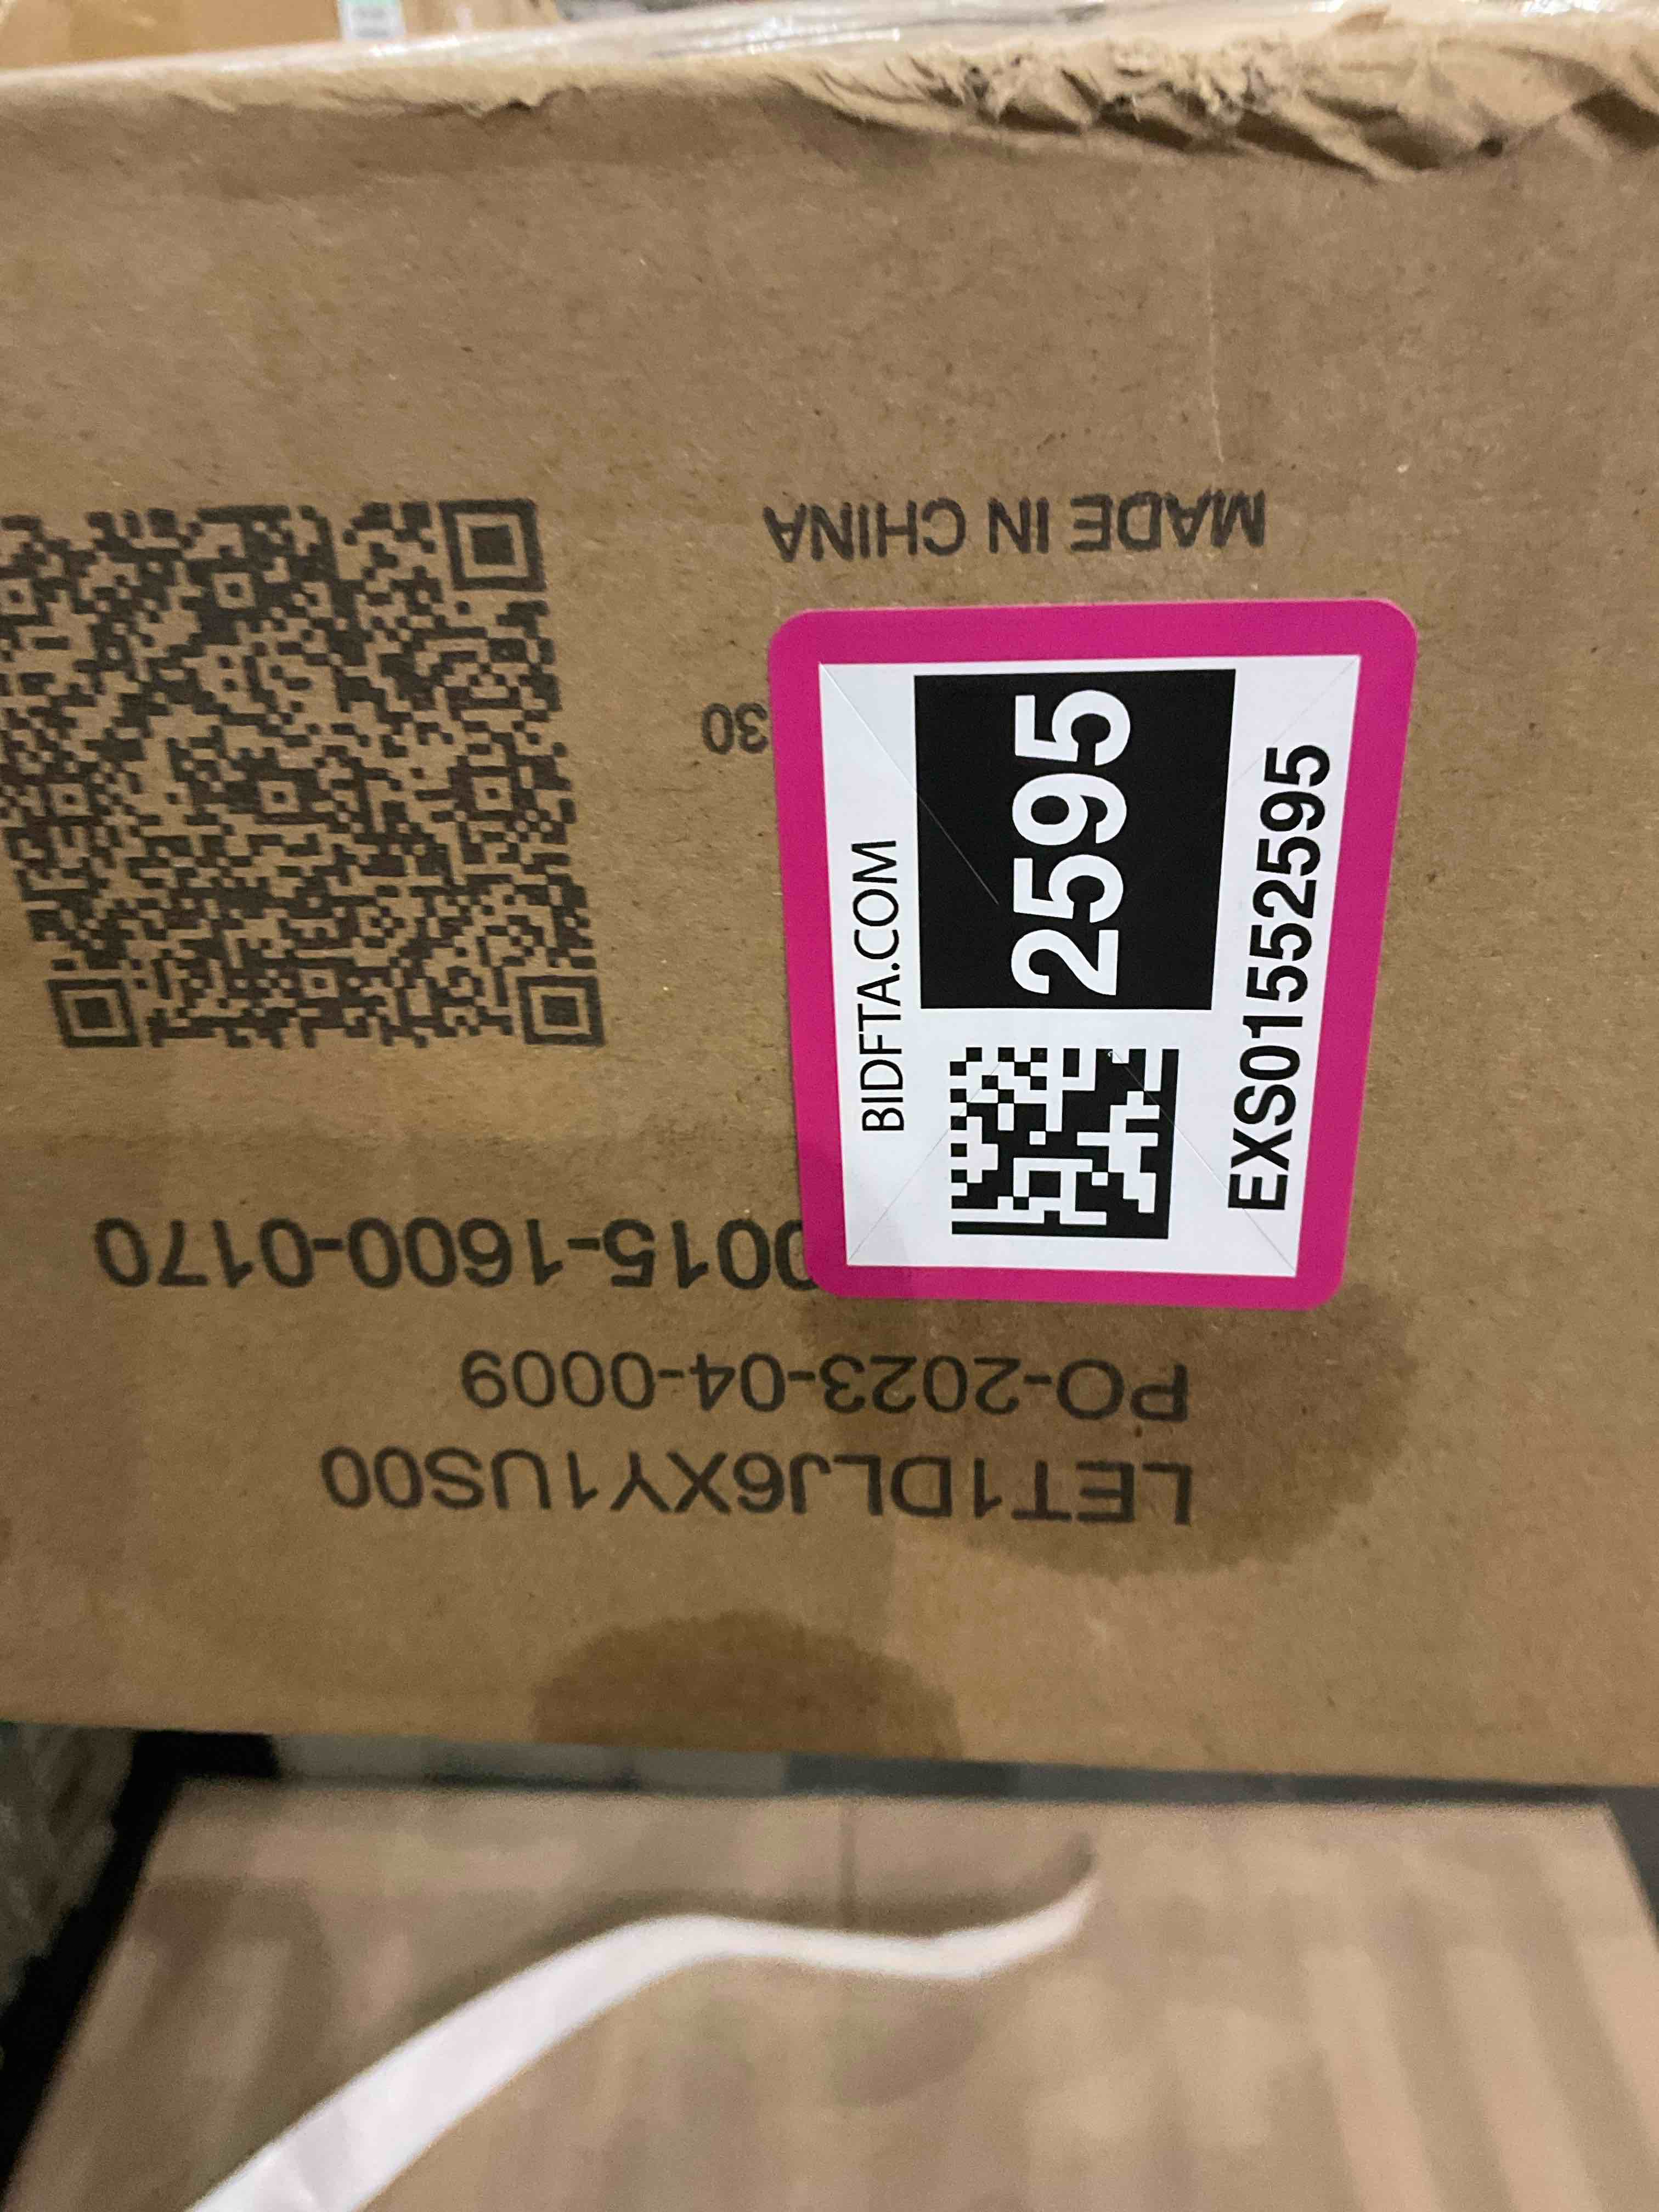 LET1DLJ6XY1US00
PO-2023-04-0009
0015-1600-0170
30
MADE IN CHINA
BIDFTA.COM
2595
EXS01552595